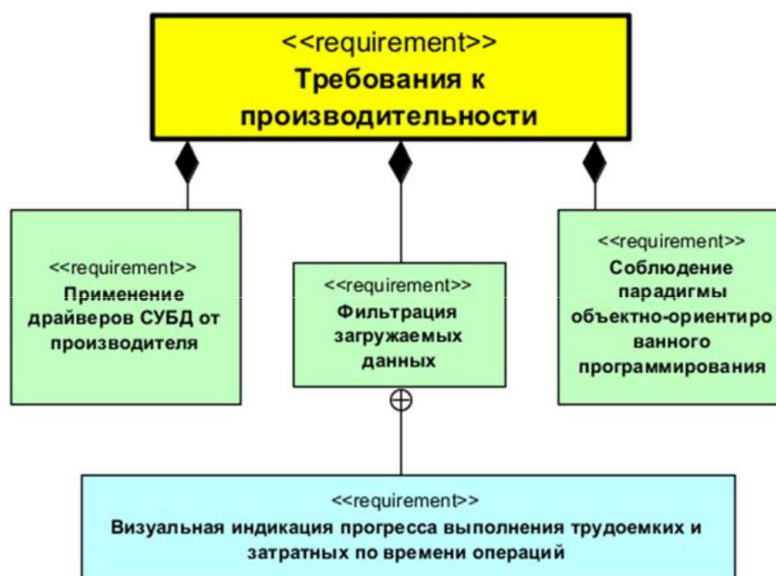 <<requirement>>
Требования к
производительности
<<requirement>>
Применение
драйверов СУБД от
производителя
<<requirement>>
Фильтрация
загружаемых
данных
<<requirement>>
Соблюдение
парадигмы
объектно-ориентиро
ванного
программирования
<<requirement>>
Визуальная индикация прогресса выполнения трудоемких и
затратных по времени операций